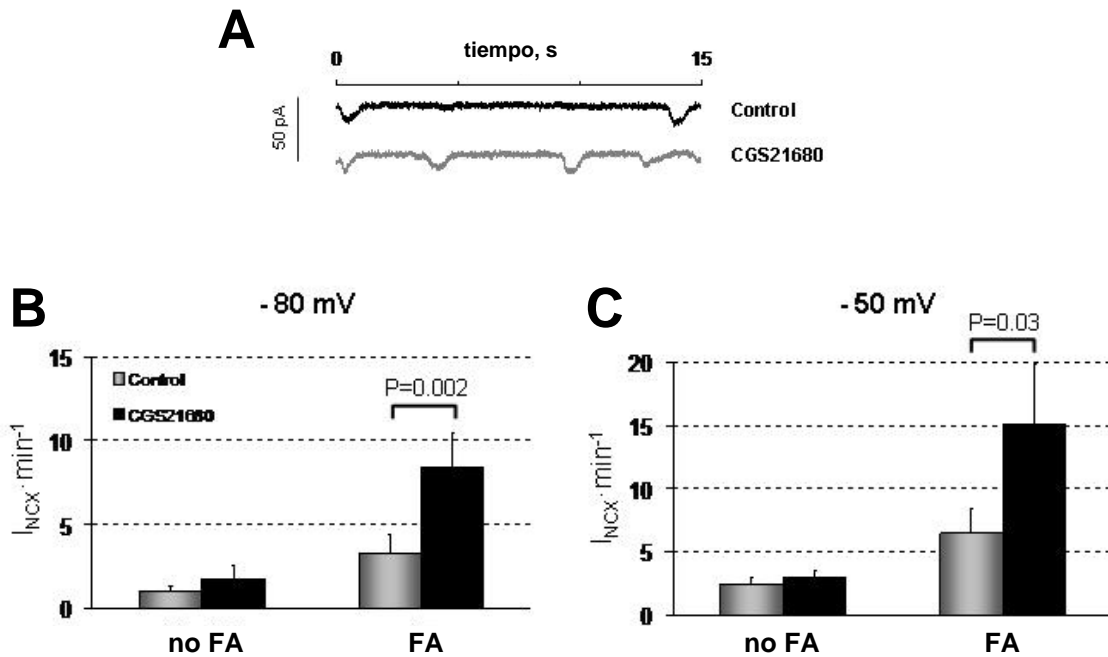 A
tiempo, s
0 15
50 pA
Control
CGS21680
B
- 80 mV
15
10
5
0
I_NCX· min⁻¹
Control
CGS21680
P=0.002
no FA FA
C
- 50 mV
20
15
10
5
0
I_NCX· min⁻¹
P=0.03
no FA FA